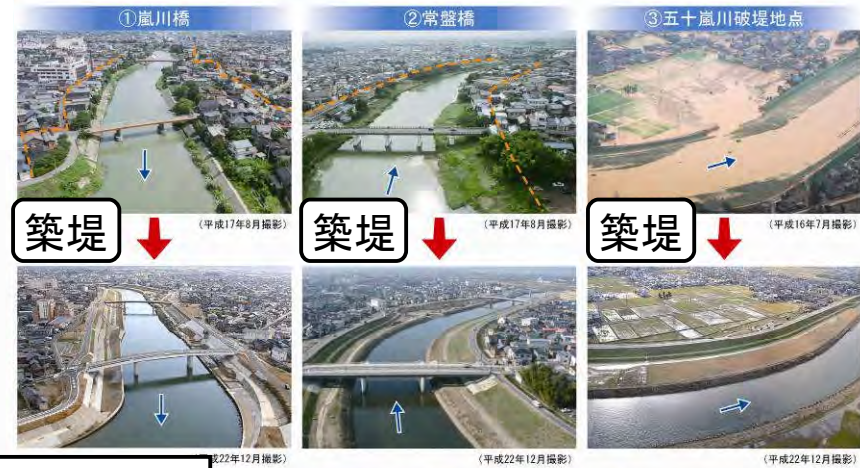 ①嵐川橋
②常盤橋
③五十嵐川破堤地点
(平成17年8月撮影)
(平成17年8月撮影)
(平成16年7月撮影)
築堤
築堤
築堤
22年12月撮影)
(平成22年12月撮影)
(平成22年12月撮影)